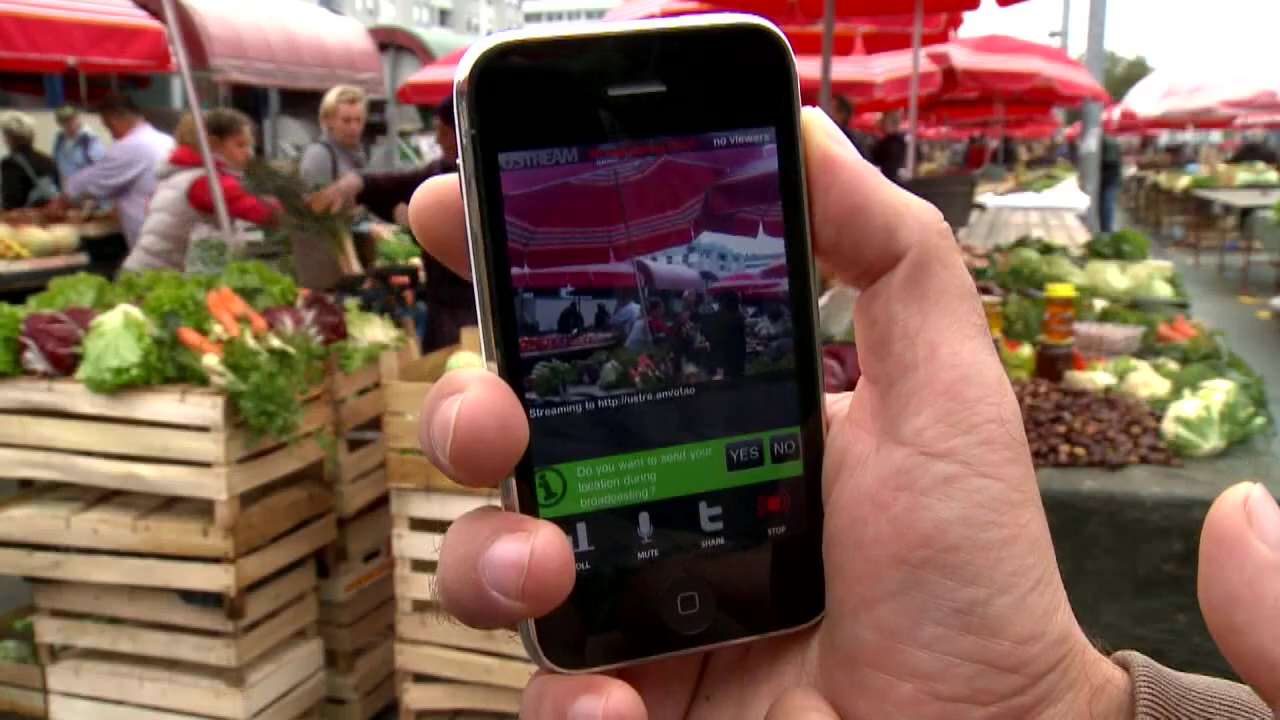 USTREAM
no viewers
Streaming to http://ustre.am/otao
Do you want to send your
location during
broadcasting?
YES NO
OLL
MUTE
SHARE
STOP